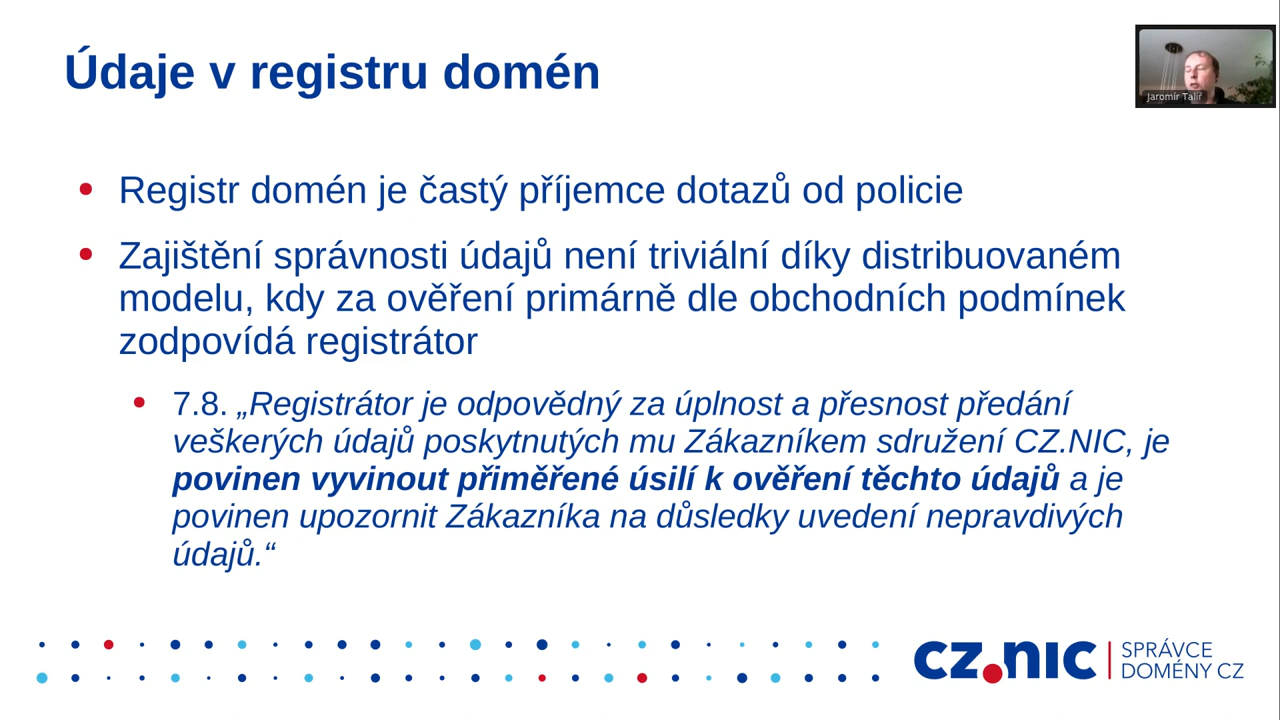 Údaje v registru domén
Jaromír Talíř
Registr domén je častý příjemce dotazů od policie
Zajištění správnosti údajů není triviální díky distribuovaném
modelu, kdy za ověření primárně dle obchodních podmínek
zodpovídá registrátor
7.8. „Registrátor je odpovědný za úplnost a přesnost předání
veškerých údajů poskytnutých mu Zákazníkem sdružení CZ.NIC, je
povinen vyvinout přiměřené úsilí k ověření těchto údajů a je
povinen upozornit Zákazníka na důsledky uvedení nepravdivých
údajů.“
CZ.NIC
SPRÁVCE
DOMÉNY CZ